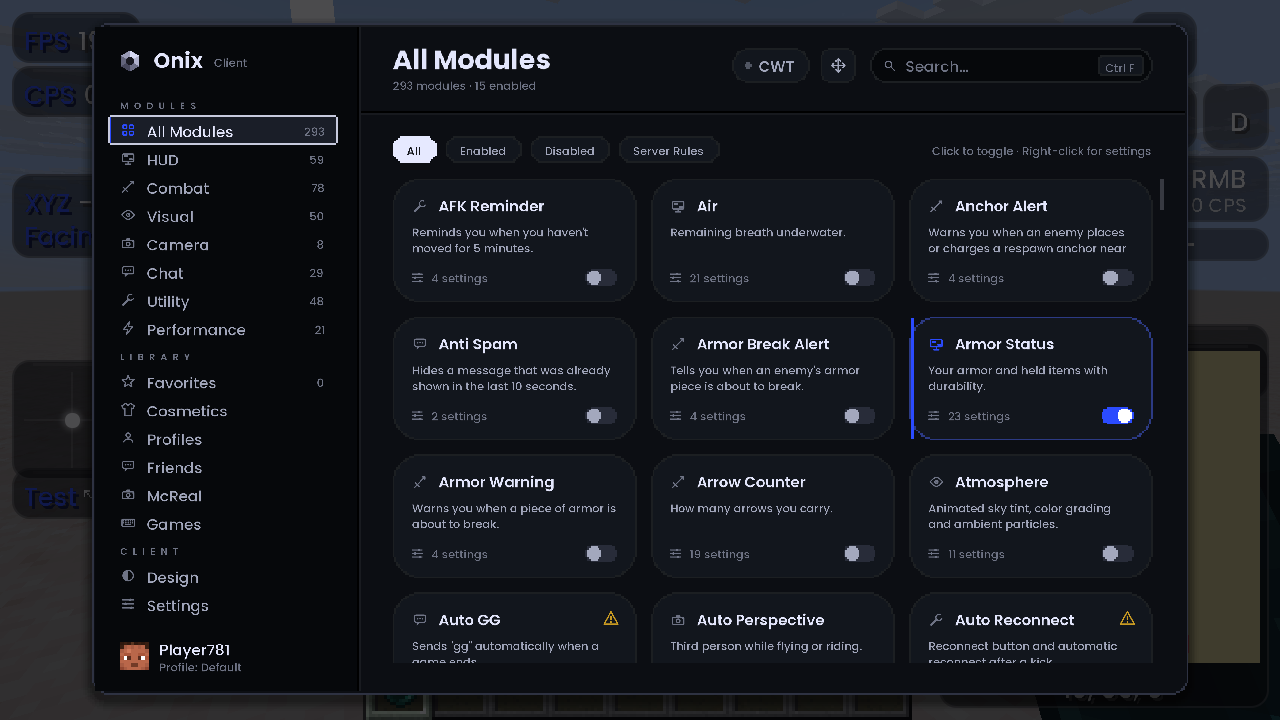 FPS
CPS
XYZ
Test
D
RMB
0 CPS
Onix Client
MODULES
All Modules 293
HUD 59
Combat 78
Visual 50
Camera 8
Chat 29
Utility 48
Performance 21
LIBRARY
Favorites 0
Cosmetics
Profiles
Friends
McReal
Games
CLIENT
Design
Settings
Player781
Profile: Default
All Modules
293 modules · 15 enabled
CWT
Search...
Ctrl F
All
Enabled
Disabled
Server Rules
Click to toggle · Right-click for settings
AFK Reminder
Reminds you when you haven't
moved for 5 minutes.
4 settings
Air
Remaining breath underwater.
21 settings
Anchor Alert
Warns you when an enemy places
or charges a respawn anchor near
4 settings
Anti Spam
Hides a message that was already
shown in the last 10 seconds.
2 settings
Armor Break Alert
Tells you when an enemy's armor
piece is about to break.
4 settings
Armor Status
Your armor and held items with
durability.
23 settings
Armor Warning
Warns you when a piece of armor is
about to break.
4 settings
Arrow Counter
How many arrows you carry.
19 settings
Atmosphere
Animated sky tint, color grading
and ambient particles.
11 settings
Auto GG
Sends 'gg' automatically when a
game ends.
Auto Perspective
Third person while flying or riding.
Auto Reconnect
Reconnect button and automatic
reconnect after a kick.